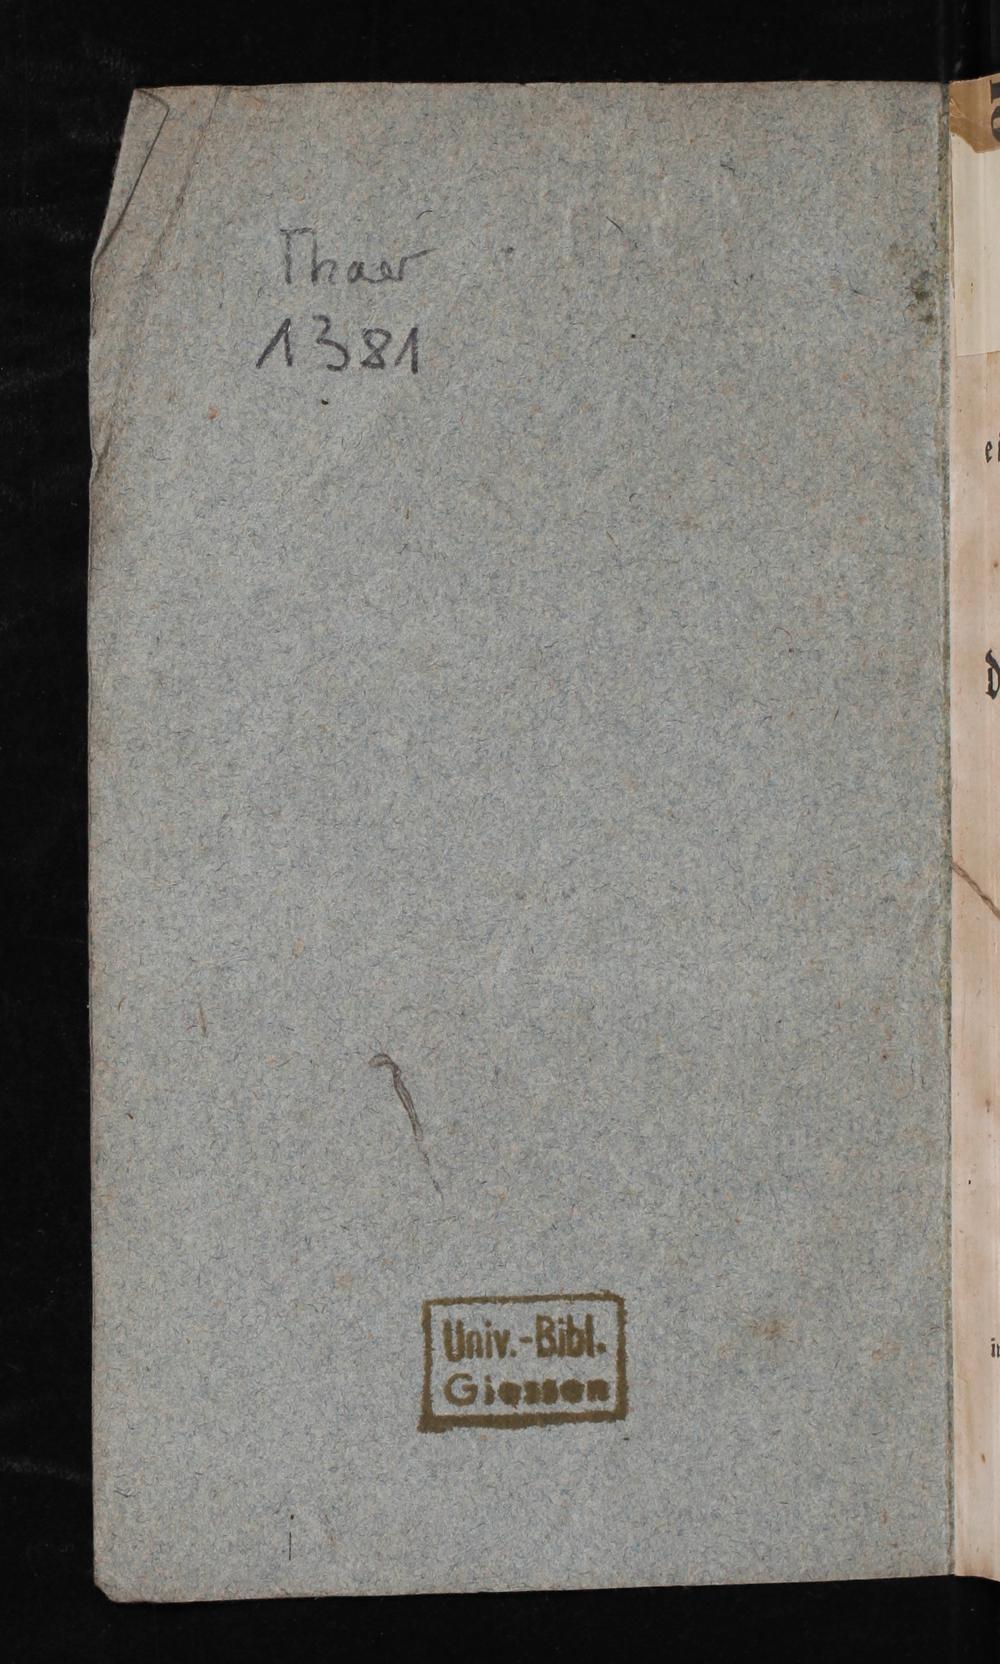 Thaer
1381
Univ.-Bibl.
Giessen